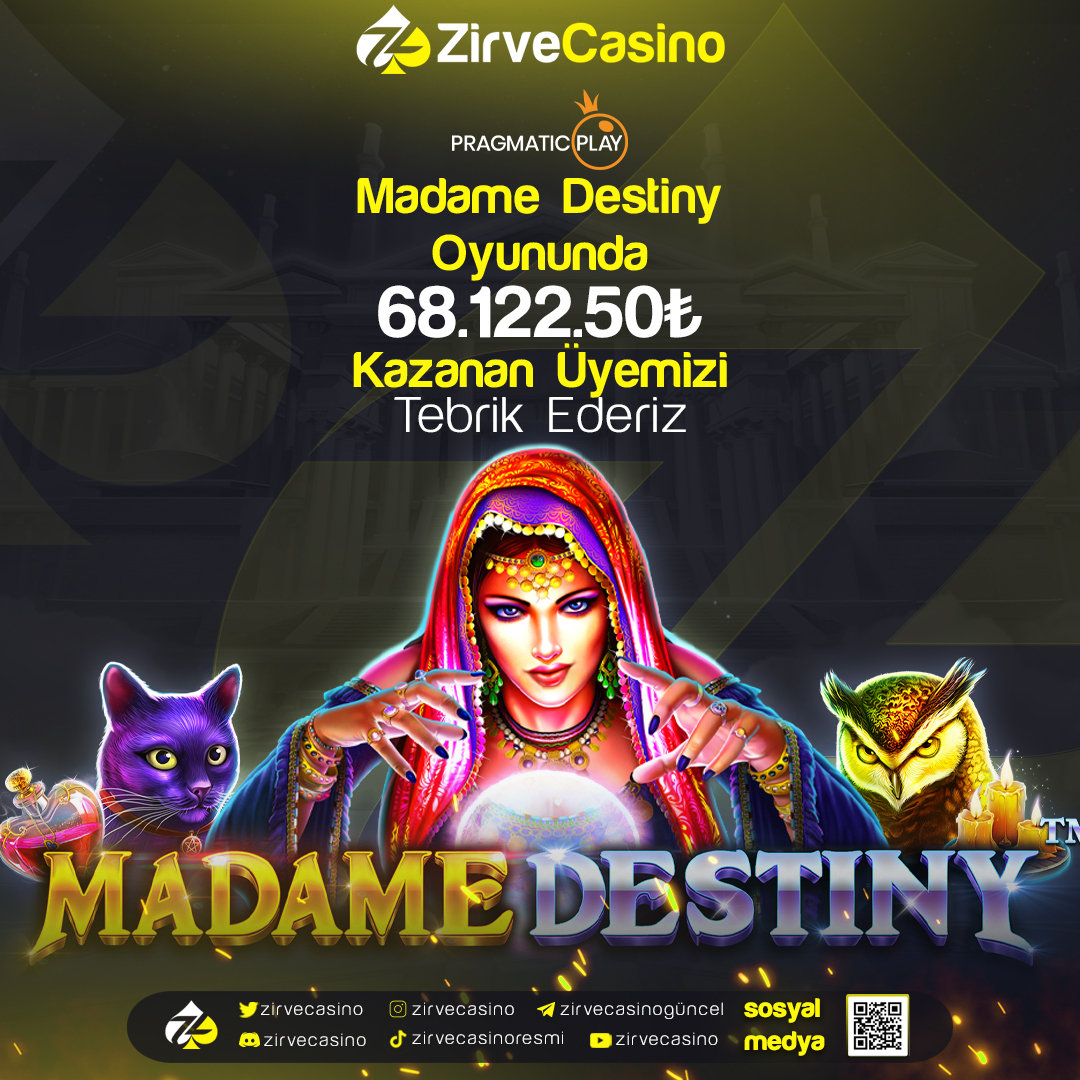 ZirveCasino
PRAGMATIC PLAY
Madame Destiny
Oyununda
68.122.50₺
Kazanan Üyemizi
Tebrik Ederiz
MADAME DESTINY TM
zirvecasino zirvecasino zirvecasinogüncel sosyal
zirvecasino zirvecasinoresmi zirvecasino medya